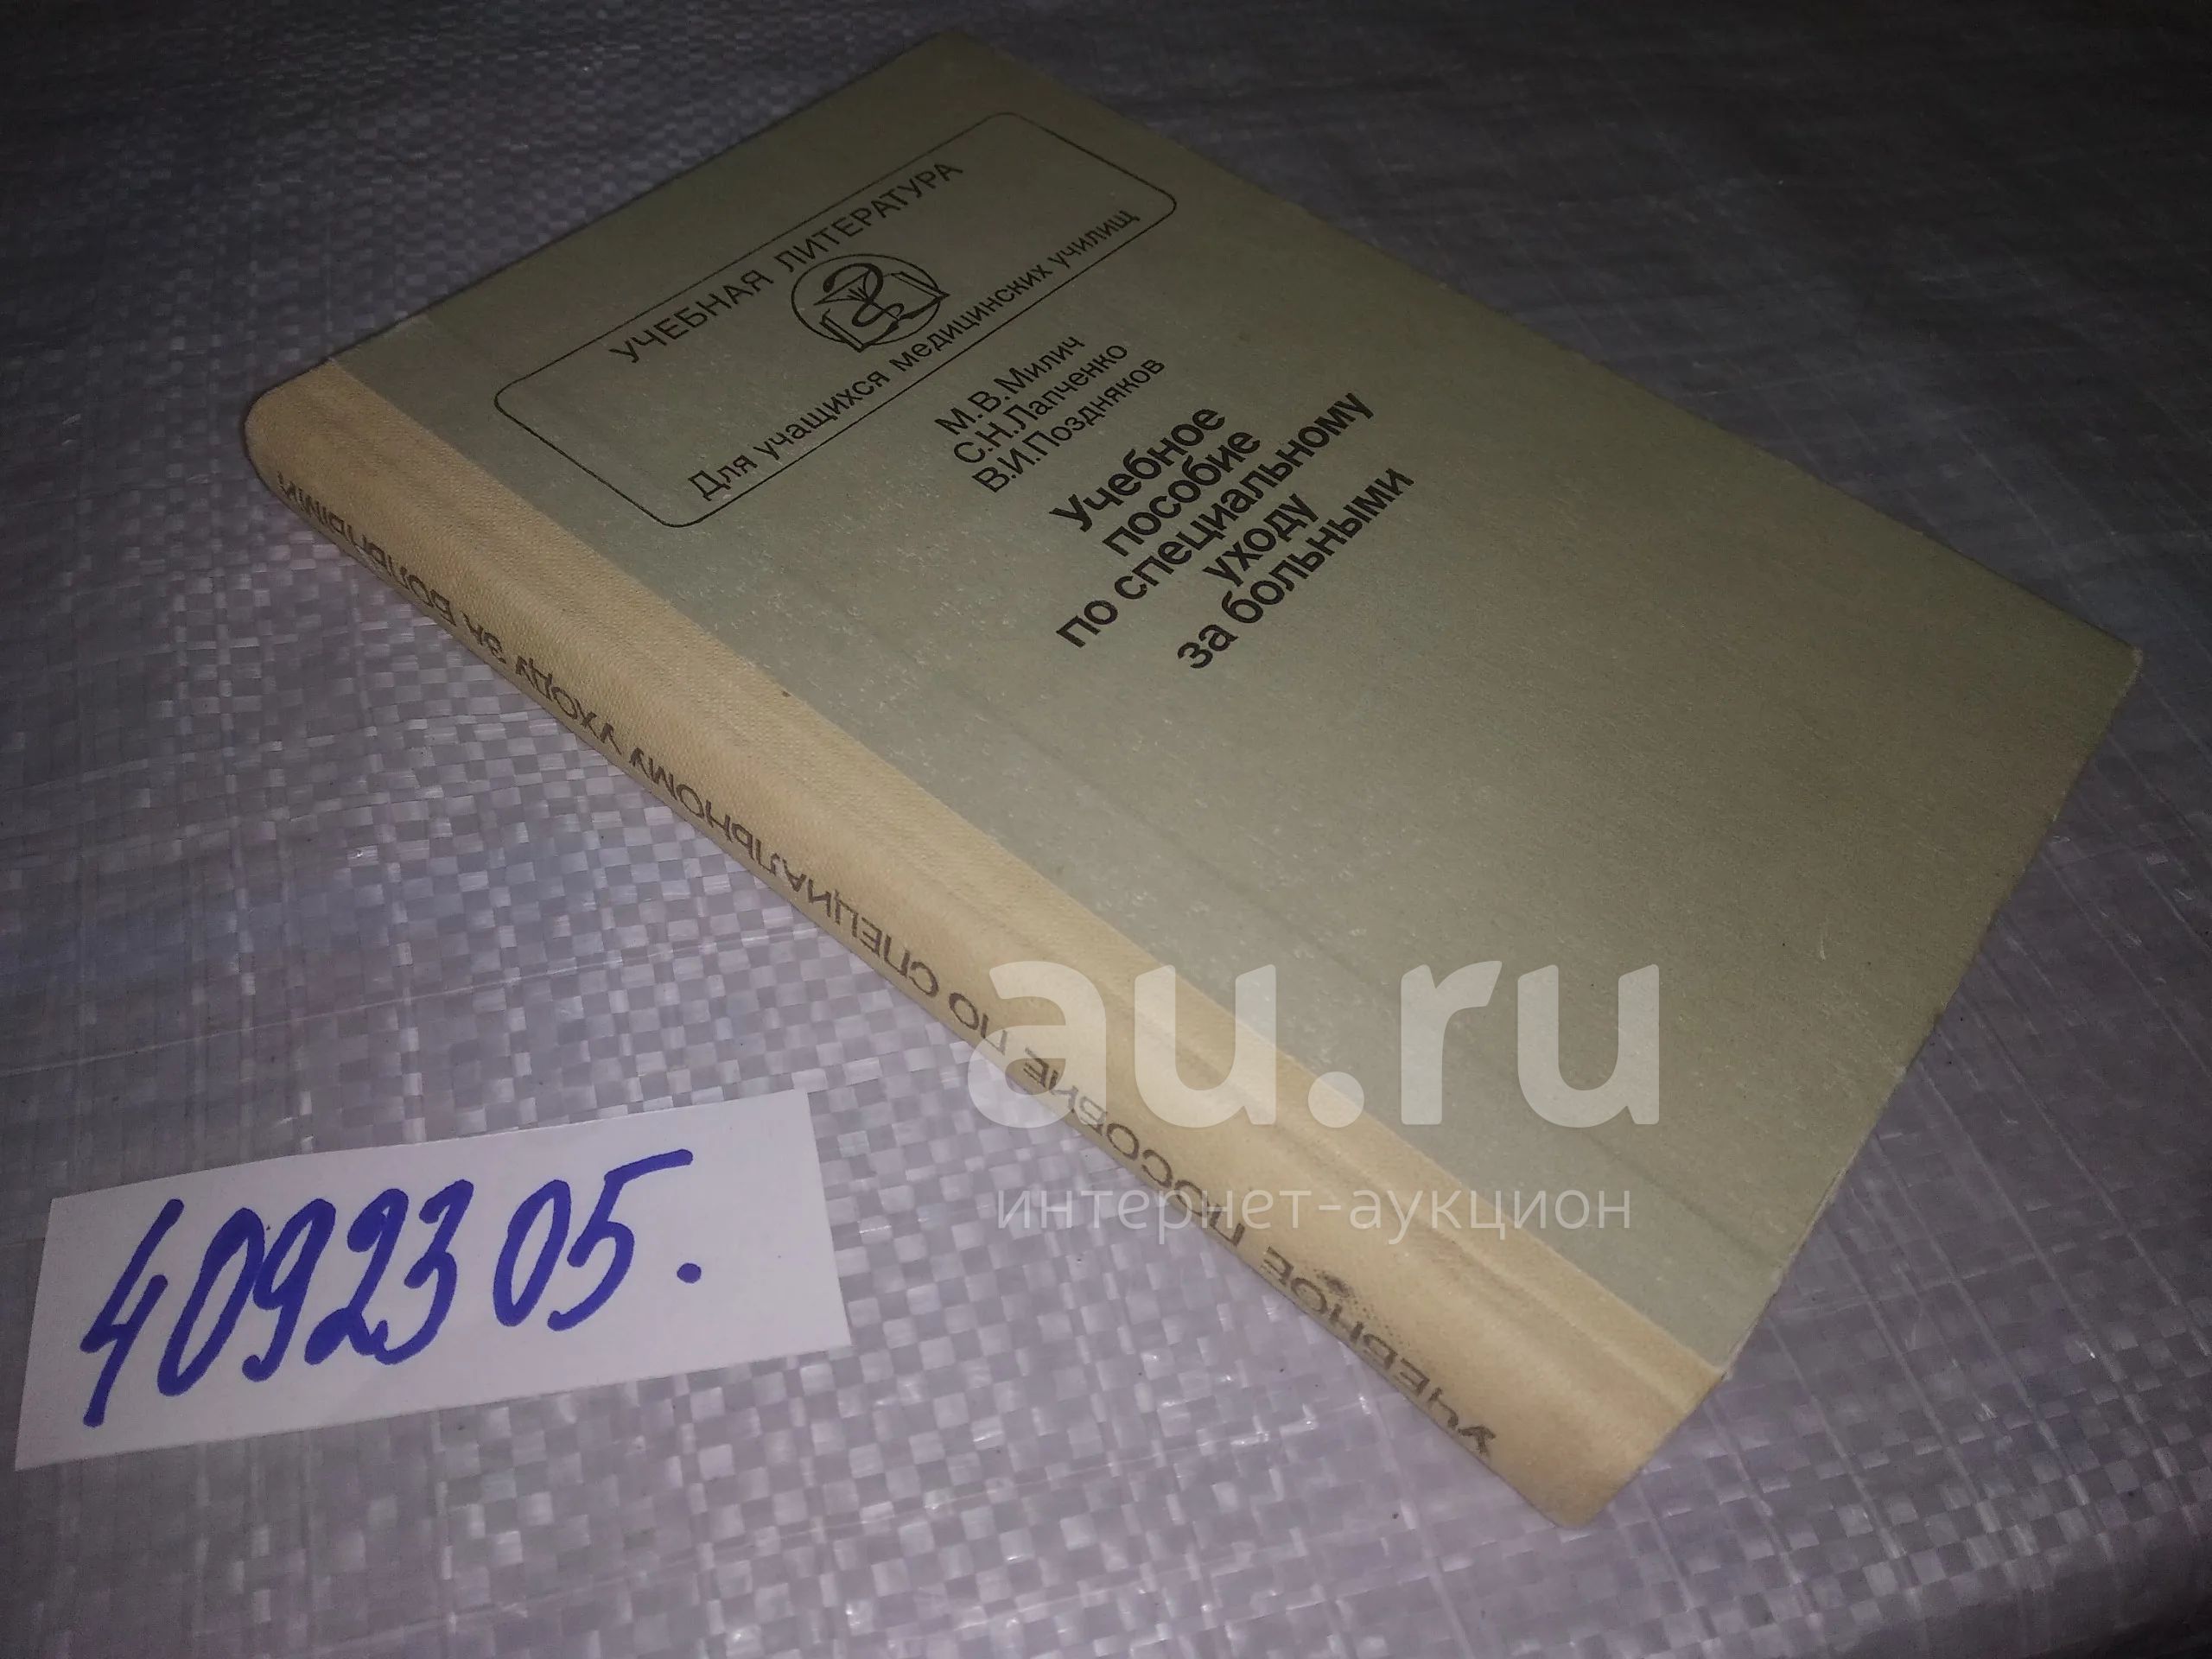 УЧЕБНАЯ ЛИТЕРАТУРА
Для учащихся медицинских училищ
М.В.Милич
С.Н.Лапченко
В.И.Поздняков
Учебное
пособие
по специальному
уходу
за больными
УЧЕБНОЕ ПОСОБИЕ ПО СПЕЦИАЛЬНОМУ УХОДУ ЗА БОЛЬНЫМИ
4092305.
au.ru
интернет-аукцион